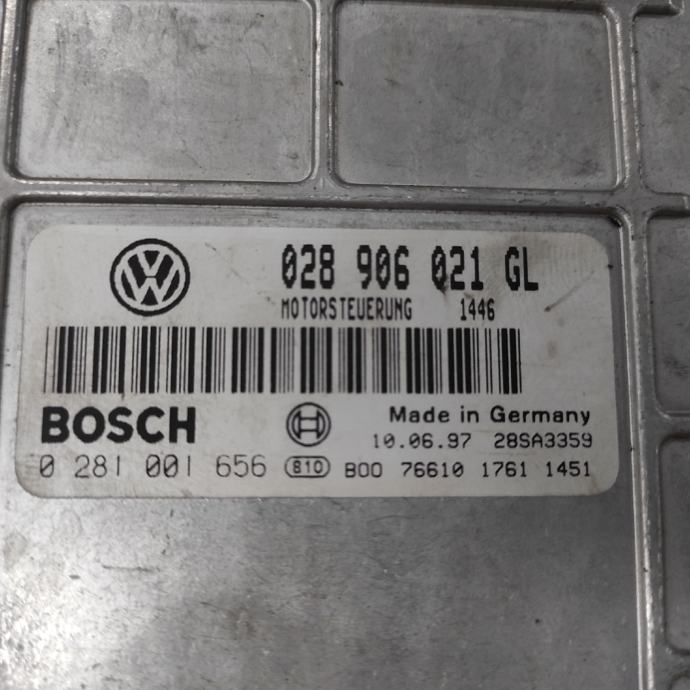 028 906 021 GL
MOTORSTEUERUNG 1446
BOSCH
Made in Germany
10.06.97 28SA3359
0 281 001 656 810 B00 76610 1761 1451